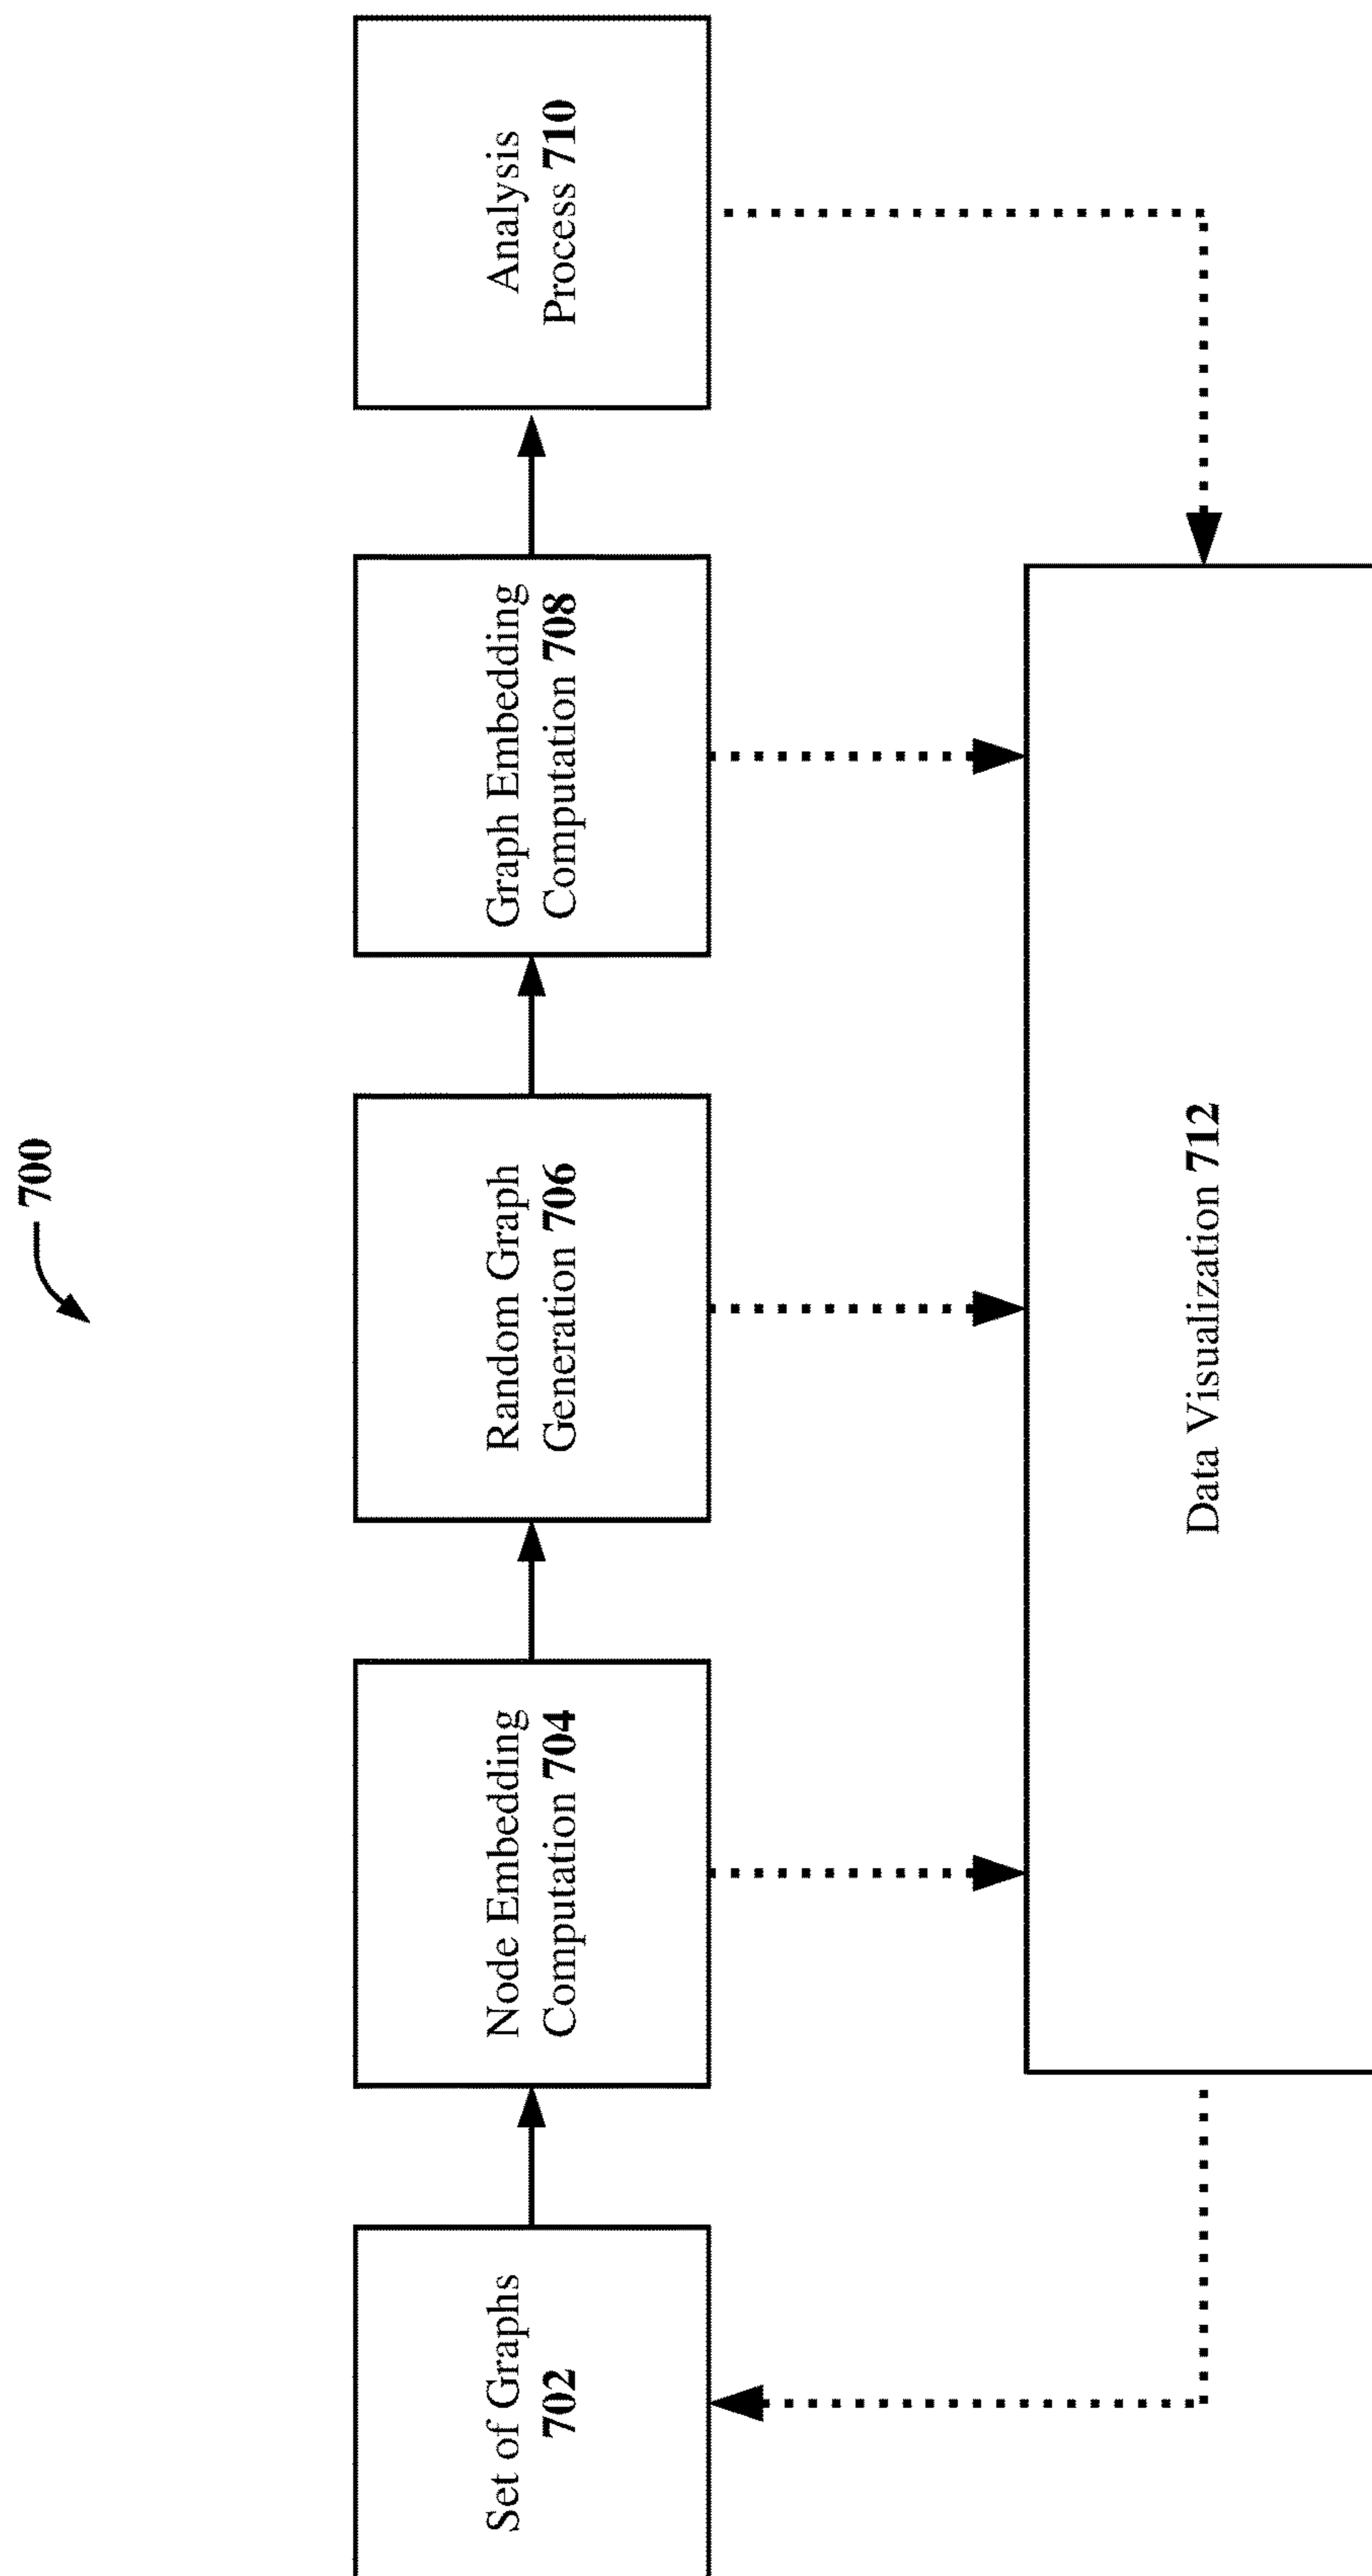 700
Set of Graphs
702
Node Embedding
Computation 704
Random Graph
Generation 706
Graph Embedding
Computation 708
Analysis
Process 710
Data Visualization 712